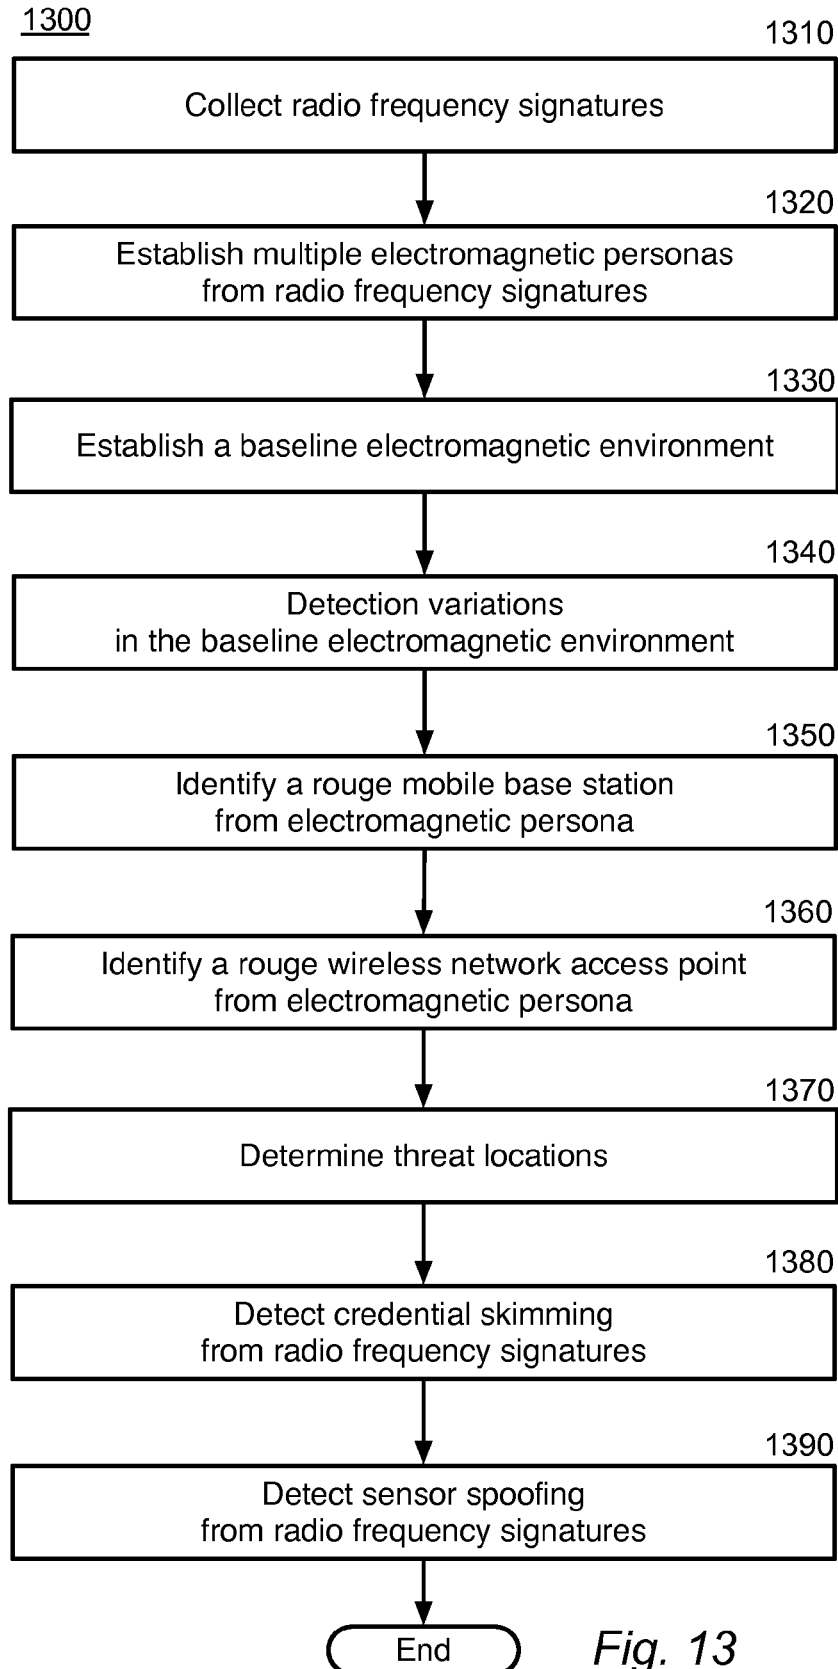 1300
1310
Collect radio frequency signatures
1320
Establish multiple electromagnetic personas
from radio frequency signatures
1330
Establish a baseline electromagnetic environment
1340
Detection variations
in the baseline electromagnetic environment
1350
Identify a rouge mobile base station
from electromagnetic persona
1360
Identify a rouge wireless network access point
from electromagnetic persona
1370
Determine threat locations
1380
Detect credential skimming
from radio frequency signatures
1390
Detect sensor spoofing
from radio frequency signatures
End
Fig. 13